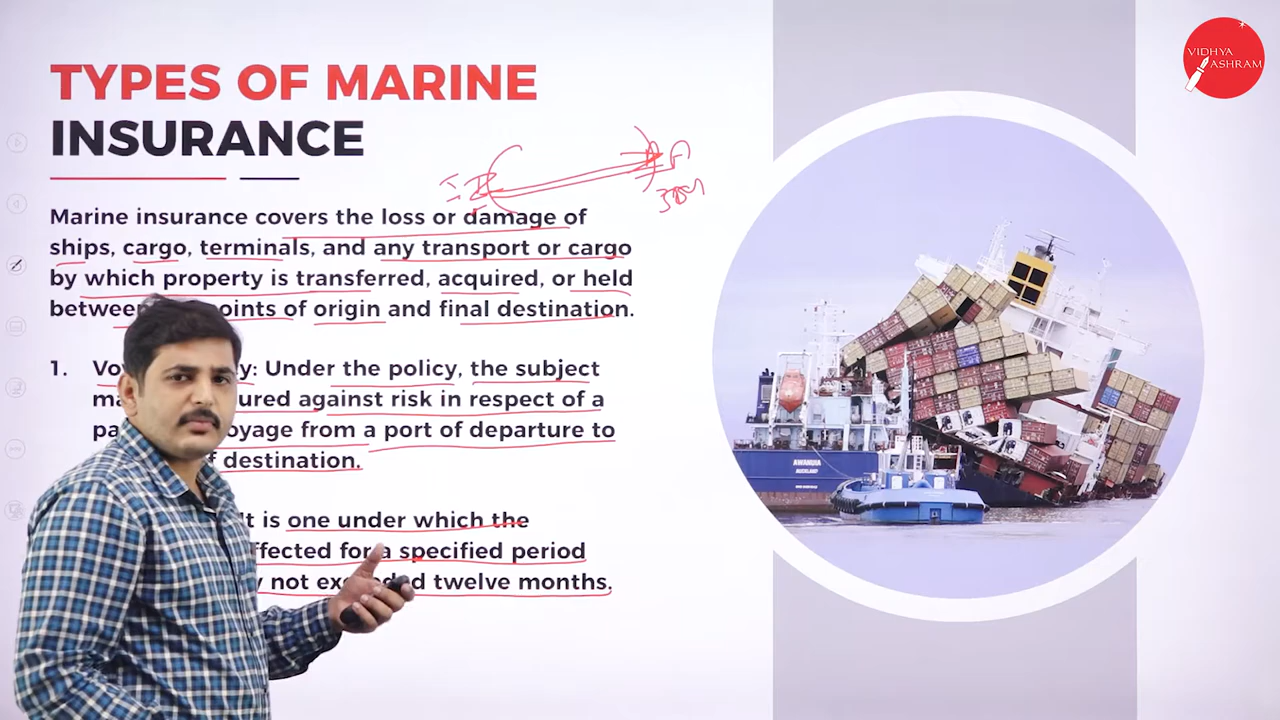 VIDHYA
ASHRAM
TYPES OF MARINE
INSURANCE
Marine insurance covers the loss or damage of
ships, cargo, terminals, and any transport or cargo
by which property is transferred, acquired, or held
between points of origin and final destination.
1. Under the policy, the subject
against risk in respect of a
from a port of departure to
destination.
It is one under which the
for a specified period
not twelve months.
AWANUIA
AUCKLAND